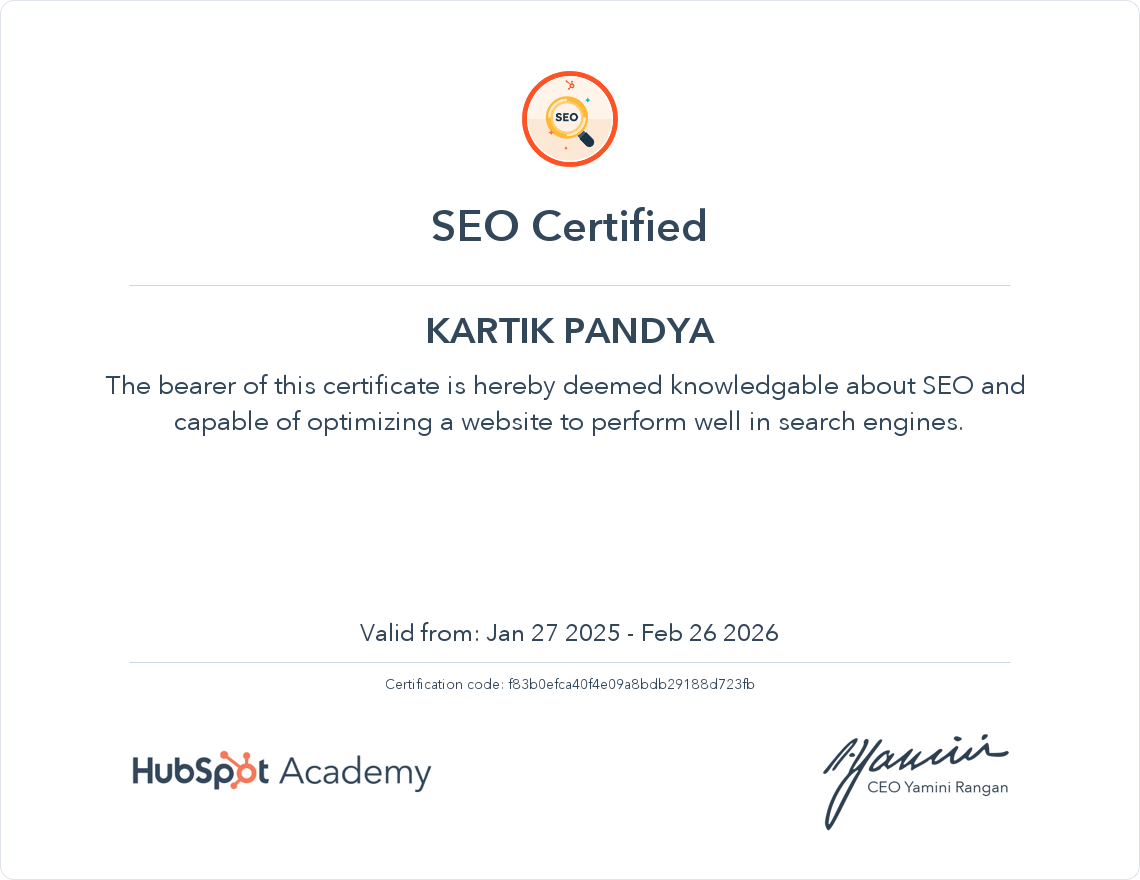 SEO
SEO Certified
KARTIK PANDYA
The bearer of this certificate is hereby deemed knowledgable about SEO and
capable of optimizing a website to perform well in search engines.
Valid from: Jan 27 2025 - Feb 26 2026
Certification code: f83b0efca40f4e09a8bdb29188d723fb
HubSpot Academy
Yamini
CEO Yamini Rangan